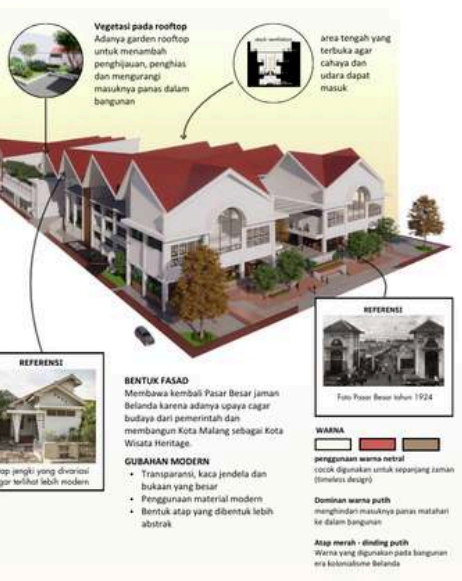 Vegetasi pada rooftop
Adanya garden rooftop
untuk menambah
penghijauan, penghias
dan mengurangi
masuknya panas dalam
bangunan
stack ventilation
area tengah yang
terbuka agar
cahaya dan
udara dapat
masuk
REFERENSI
ap jengki yang divariasi
gar terlihat lebih modern
BENTUK FASAD
Membawa kembali Pasar Besar jaman
Belanda karena adanya upaya cagar
budaya dari pemerintah dan
membangun Kota Malang sebagai Kota
Wisata Heritage.
GUBAHAN MODERN
• Transparansi, kaca jendela dan
bukaan yang besar
• Penggunaan material modern
• Bentuk atap yang dibentuk lebih
abstrak
REFERENSI
Foto Pasar Besar tahun 1924
WARNA
penggunaan warna netral
cocok digunakan untuk sepanjang zaman
(timeless design)
Dominan warna putih
menghindari masuknya panas matahari
ke dalam bangunan
Atap merah - dinding putih
Warna yang digunakan pada bangunan
era kolonialisme Belanda